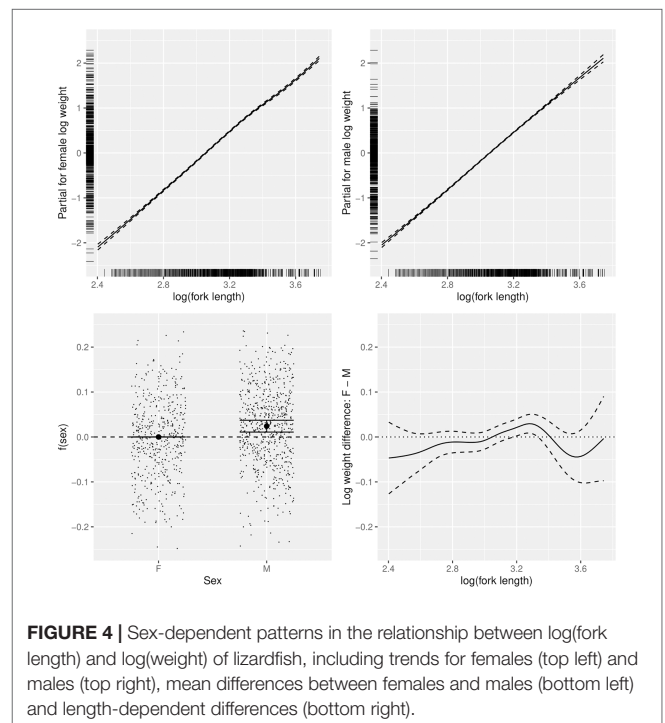 Partial for female log weight
2
1
0
−1
−2
2.4 2.8 3.2 3.6
log(fork length)
Partial for male log weight
2
1
0
−1
−2
2.4 2.8 3.2 3.6
log(fork length)
f(sex)
0.2
0.1
0.0
−0.1
−0.2
F M
Sex
Log weight difference: F − M
0.2
0.1
0.0
−0.1
−0.2
2.4 2.8 3.2 3.6
log(fork length)
FIGURE 4 | Sex-dependent patterns in the relationship between log(fork
length) and log(weight) of lizardfish, including trends for females (top left) and
males (top right), mean differences between females and males (bottom left)
and length-dependent differences (bottom right).